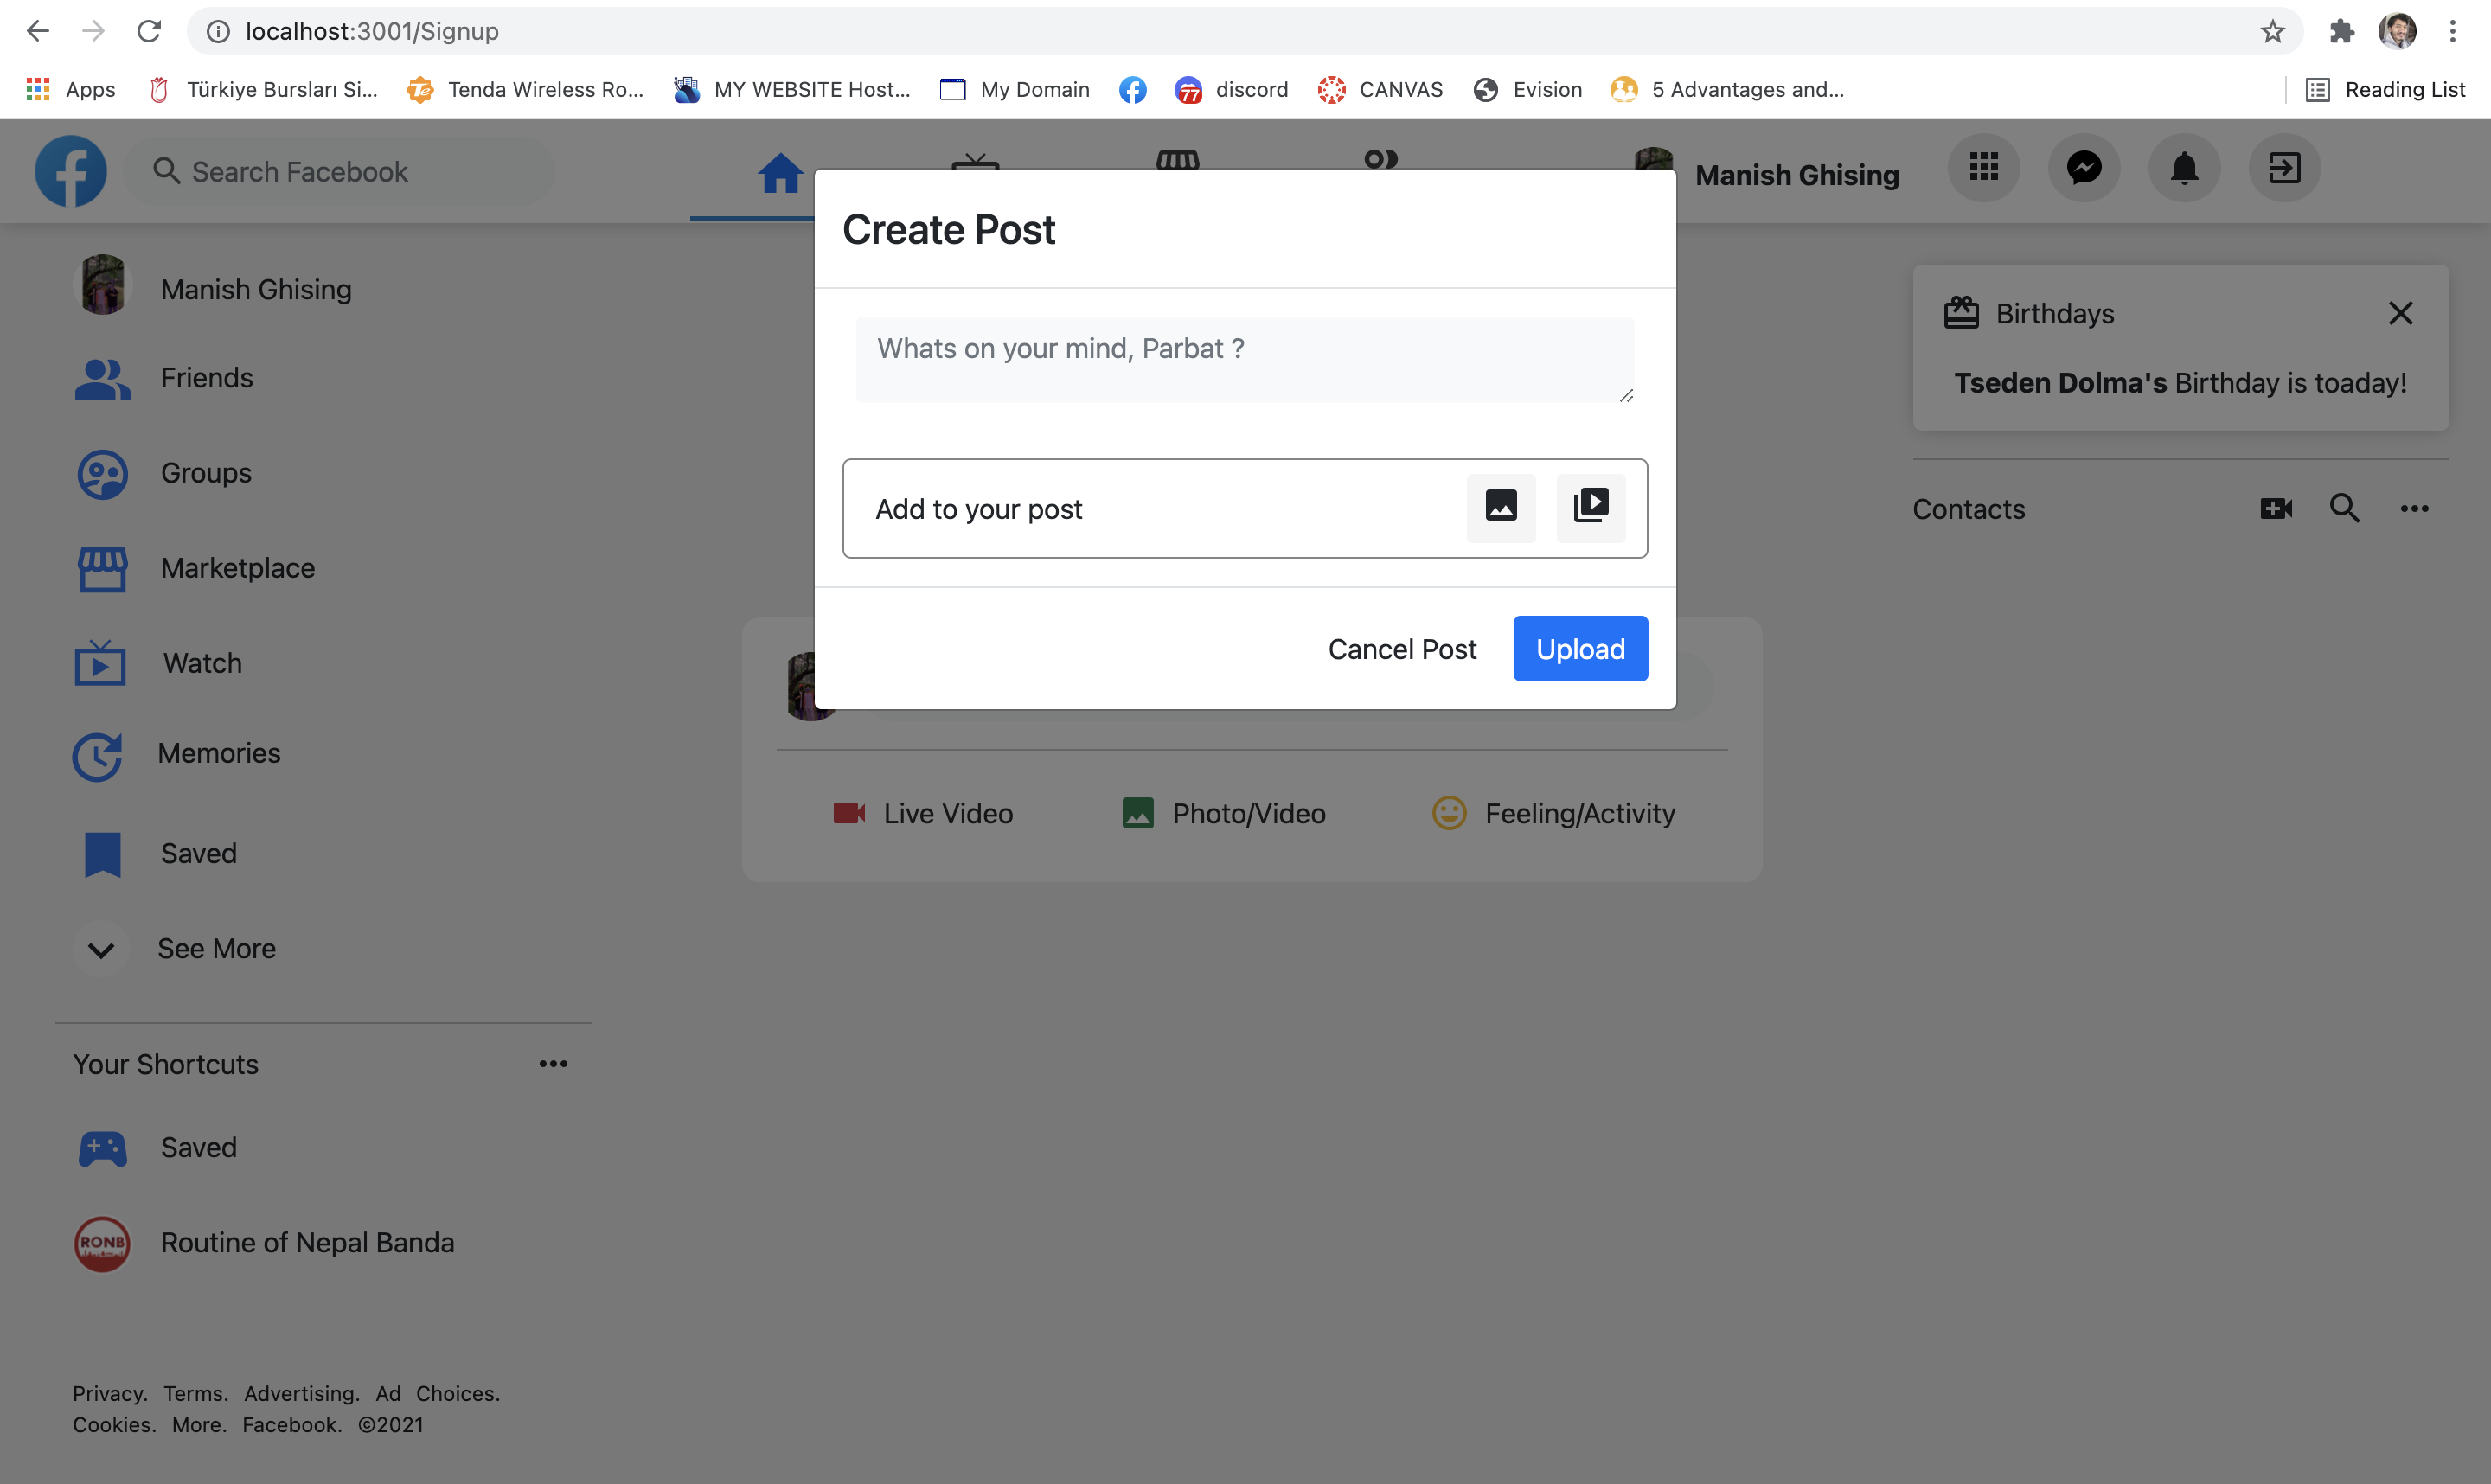 localhost:3001/Signup
Apps Türkiye Bursları Si... Tenda Wireless Ro... MY WEBSITE Host... My Domain discord CANVAS Evision 5 Advantages and... Reading List
Search Facebook
Manish Ghising
Create Post
Whats on your mind, Parbat ?
Add to your post
Cancel Post Upload
Manish Ghising
Friends
Groups
Marketplace
Watch
Memories
Saved
See More
Your Shortcuts
Saved
RONB
Routine of Nepal Banda
Privacy. Terms. Advertising. Ad Choices.
Cookies. More. Facebook. ©2021
Live Video Photo/Video Feeling/Activity
Birthdays
Tseden Dolma's Birthday is toaday!
Contacts